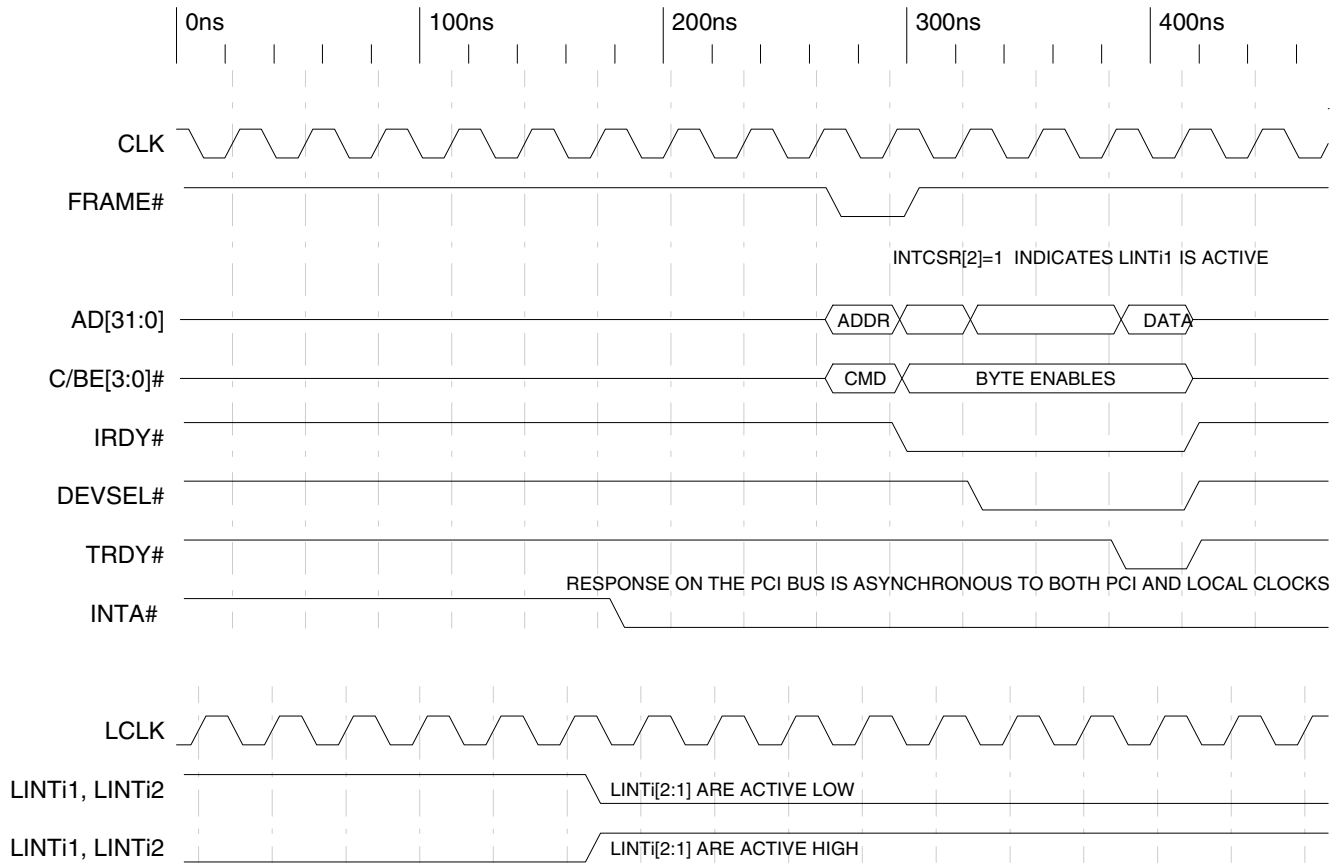 0ns 100ns 200ns 300ns 400ns
CLK
FRAME#
INTCSR[2]=1 INDICATES LINTi1 IS ACTIVE
AD[31:0] ADDR DATA
C/BE[3:0]# CMD BYTE ENABLES
IRDY#
DEVSEL#
TRDY#
RESPONSE ON THE PCI BUS IS ASYNCHRONOUS TO BOTH PCI AND LOCAL CLOCKS
INTA#
LCLK
LINTi1, LINTi2 LINTi[2:1] ARE ACTIVE LOW
LINTi1, LINTi2 LINTi[2:1] ARE ACTIVE HIGH